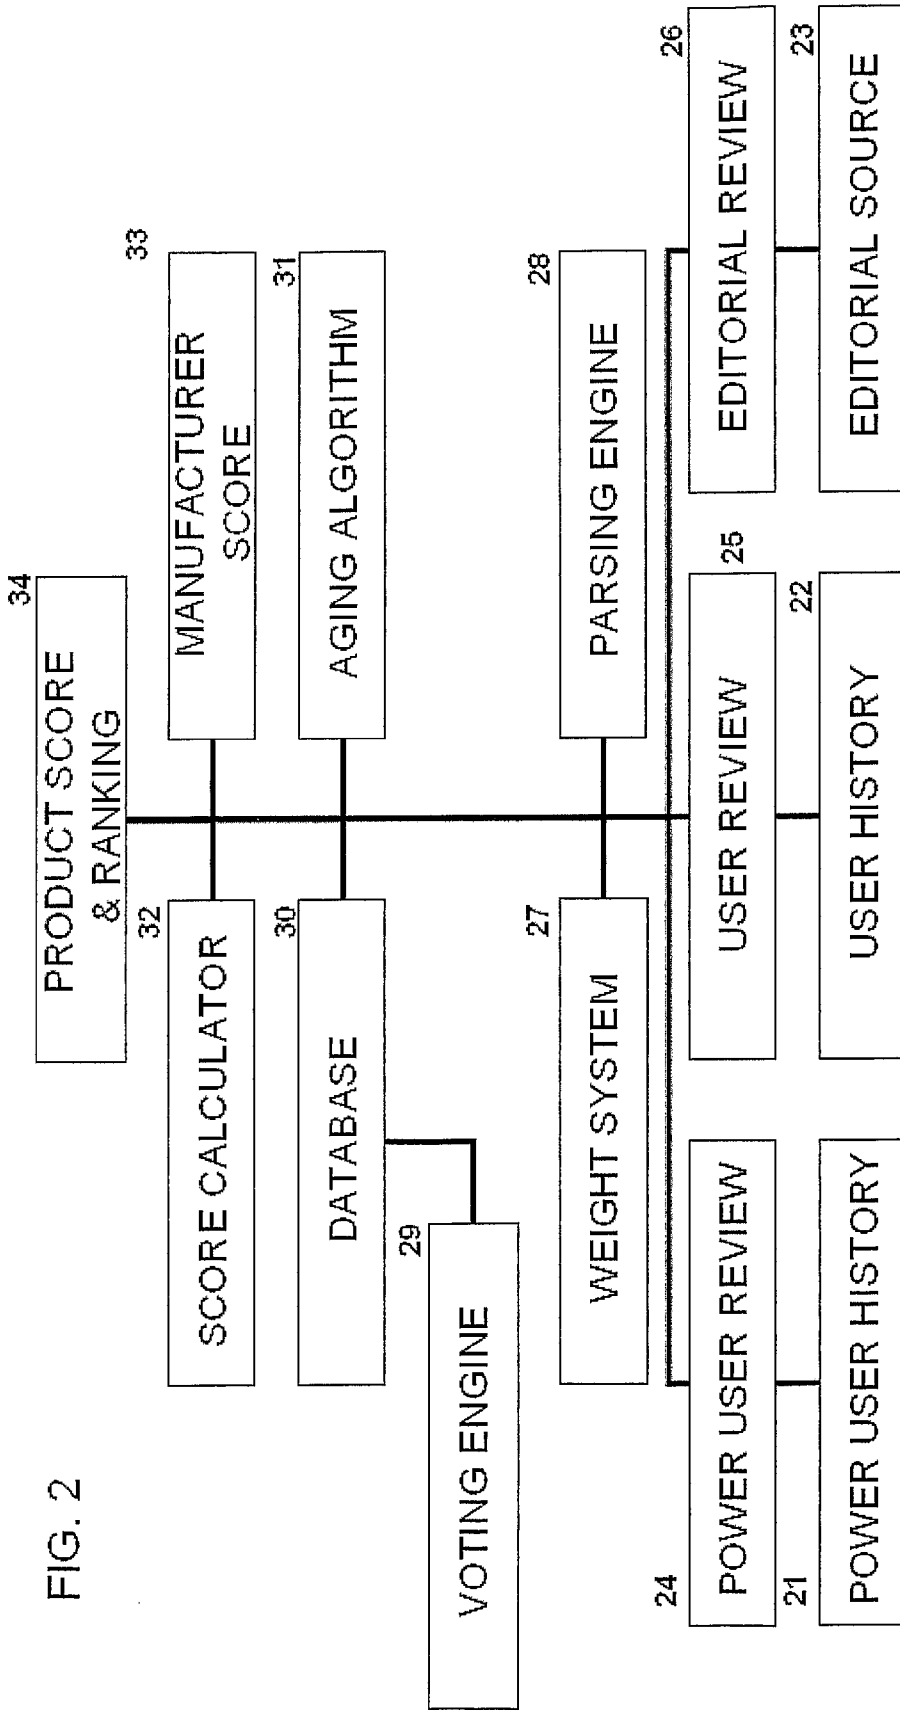 FIG. 2
34
PRODUCT SCORE
& RANKING
32
SCORE CALCULATOR
33
MANUFACTURER
SCORE
30
DATABASE
31
AGING ALGORITHM
29
VOTING ENGINE
27
WEIGHT SYSTEM
28
PARSING ENGINE
24
POWER USER REVIEW
USER REVIEW
25
26
EDITORIAL REVIEW
21
POWER USER HISTORY
22
USER HISTORY
23
EDITORIAL SOURCE